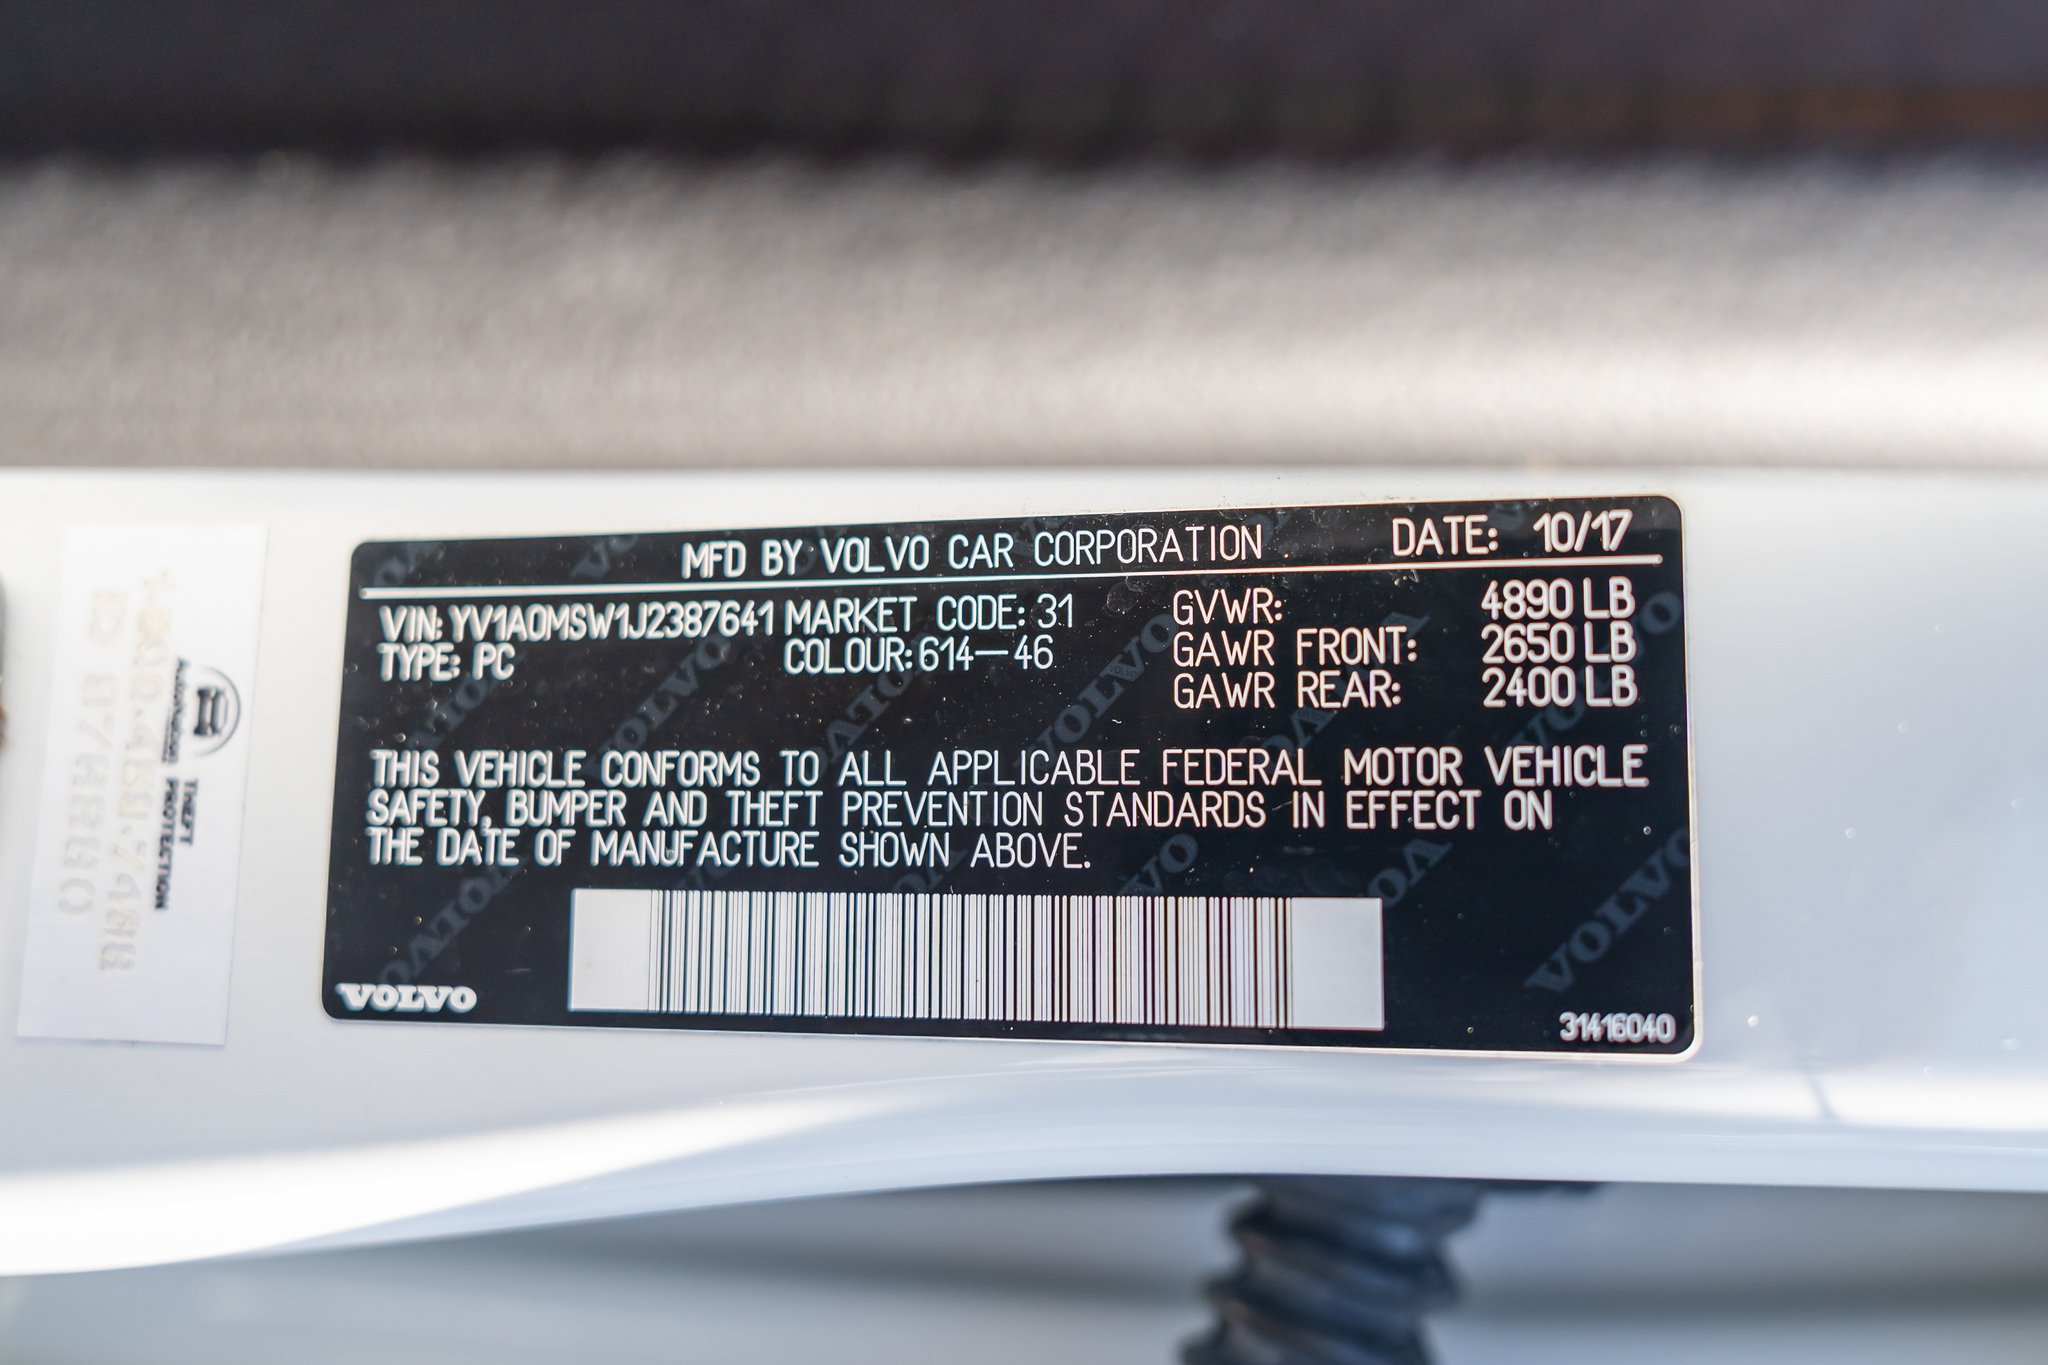 MFD BY VOLVO CAR CORPORATION DATE: 10/17
VIN: YV1A0MSW1J2387641 MARKET CODE: 31 GVWR: 4890 LB
TYPE: PC COLOUR: 614-46 GAWR FRONT: 2650 LB
GAWR REAR: 2400 LB
THIS VEHICLE CONFORMS TO ALL APPLICABLE FEDERAL MOTOR VEHICLE
SAFETY, BUMPER AND THEFT PREVENTION STANDARDS IN EFFECT ON
THE DATE OF MANUFACTURE SHOWN ABOVE.
VOLVO
31416040
THEFT
PROTECTION